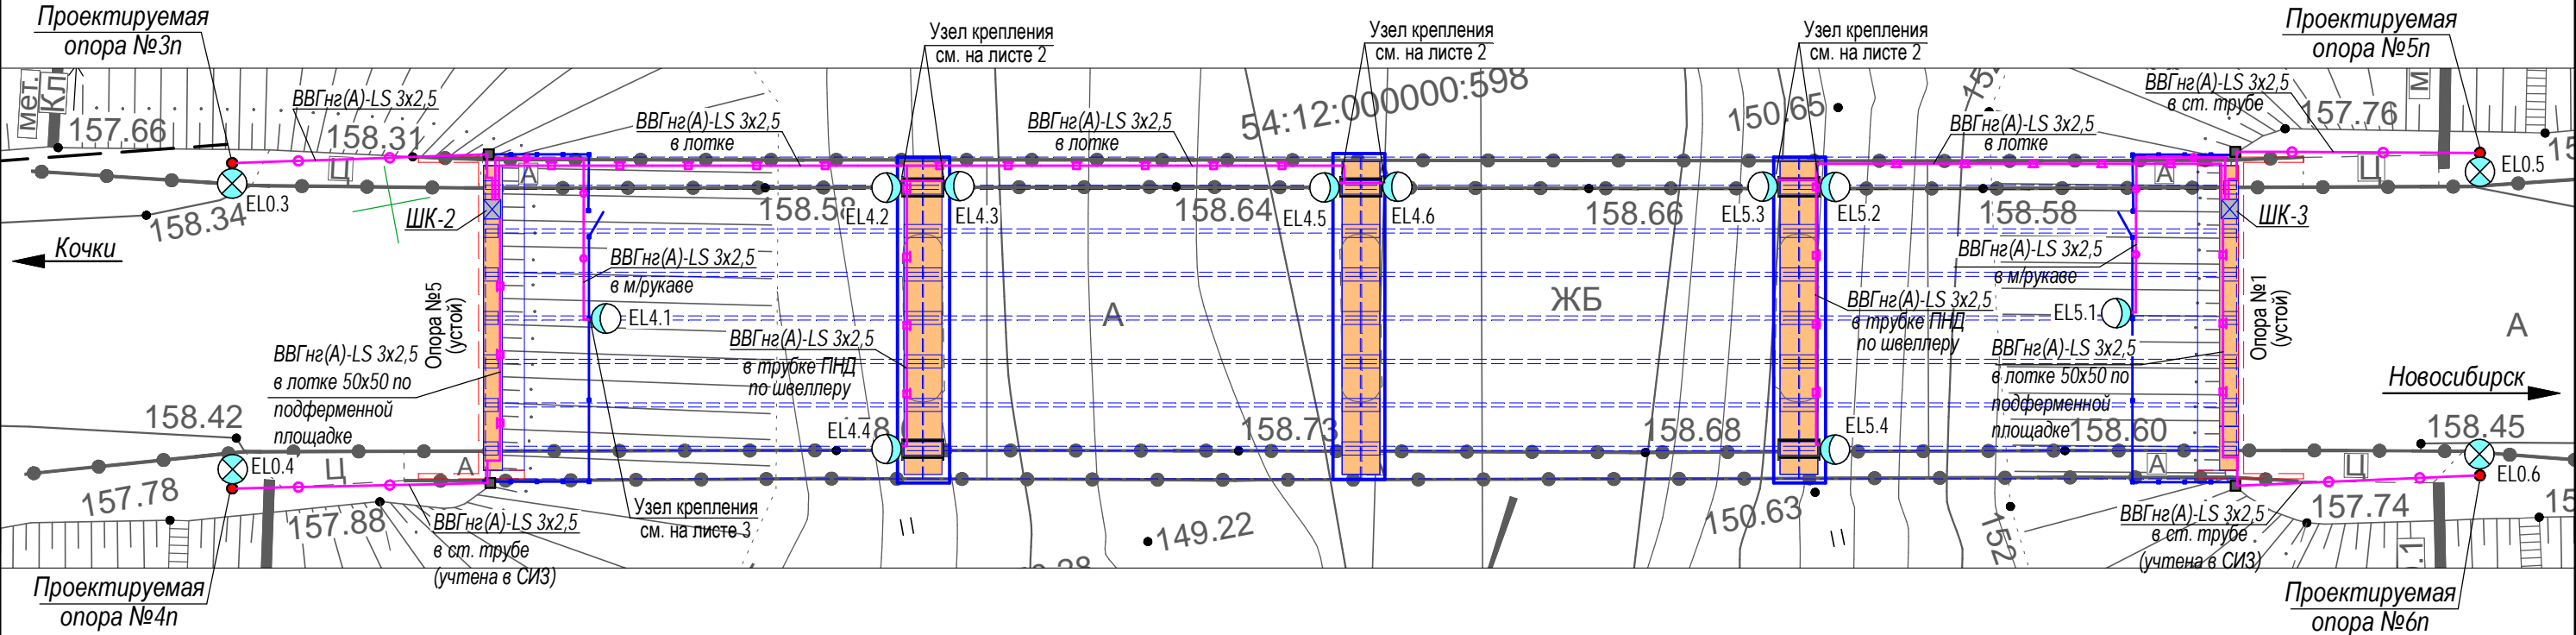 Проектируемая
опора №3п
Узел крепления
см. на листе 2
Узел крепления
см. на листе 2
Узел крепления
см. на листе 2
Проектируемая
опора №5п
мет.
КЛ
157.66
ВВГнг(А)-LS 3х2,5
158.31
ВВГнг(А)-LS 3х2,5
в лотке
ВВГнг(А)-LS 3х2,5
в лотке
54:12:000000:598
150.65
ВВГнг(А)-LS 3х2,5
в лотке
ВВГнг(А)-LS 3х2,5
в ст. трубе
157.76
Ц
А
А
Ц
EL0.3
EL0.5
158.34
ШК-2
158.58
EL4.2
EL4.3
158.64
EL4.5
EL4.6
158.66
EL5.3
EL5.2
158.58
ШК-3
Кочки
ВВГнг(А)-LS 3х2,5
в м/рукаве
ВВГнг(А)-LS 3х2,5
в м/рукаве
Опора №5
(устой)
EL4.1
А
ЖБ
ВВГнг(А)-LS 3х2,5
в трубке ПНД
по швеллеру
EL5.1
Опора №1
(устой)
А
ВВГнг(А)-LS 3х2,5
в лотке 50х50 по
подферменной
площадке
ВВГнг(А)-LS 3х2,5
в трубке ПНД
по швеллеру
ВВГнг(А)-LS 3х2,5
в лотке 50х50 по
подферменной
площадке
Новосибирск
158.42
EL4.4
158.73
158.68
EL5.4
158.60
158.45
EL0.4
Ц
А
А
Ц
EL0.6
157.78
157.88
ВВГнг(А)-LS 3х2,5
в ст. трубе
(учтена в СИЗ)
Узел крепления
см. на листе 3
149.22
150.63
152
ВВГнг(А)-LS 3х2,5
в ст. трубе
(учтена в СИЗ)
157.74
Проектируемая
опора №4п
Проектируемая
опора №6п